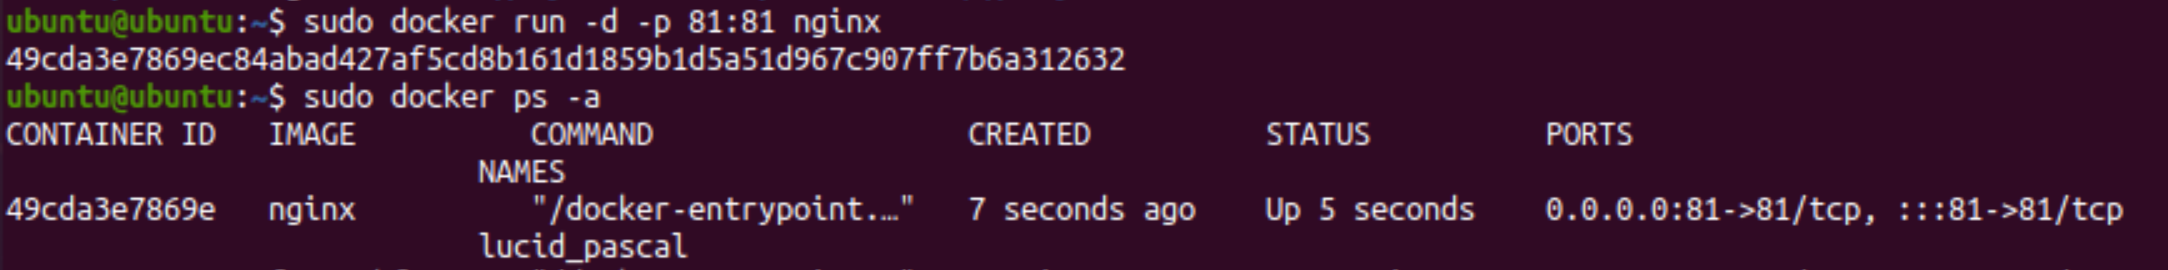 ubuntu@ubuntu:~$ sudo docker run -d -p 81:81 nginx
49cda3e7869ec84abad427af5cd8b161d1859b1d5a51d967c907ff7b6a312632
ubuntu@ubuntu:~$ sudo docker ps -a
CONTAINER ID   IMAGE          COMMAND                  CREATED          STATUS          PORTS
                           NAMES
49cda3e7869e   nginx          "/docker-entrypoint.…"   7 seconds ago    Up 5 seconds    0.0.0.0:81->81/tcp, :::81->81/tcp
                           lucid_pascal